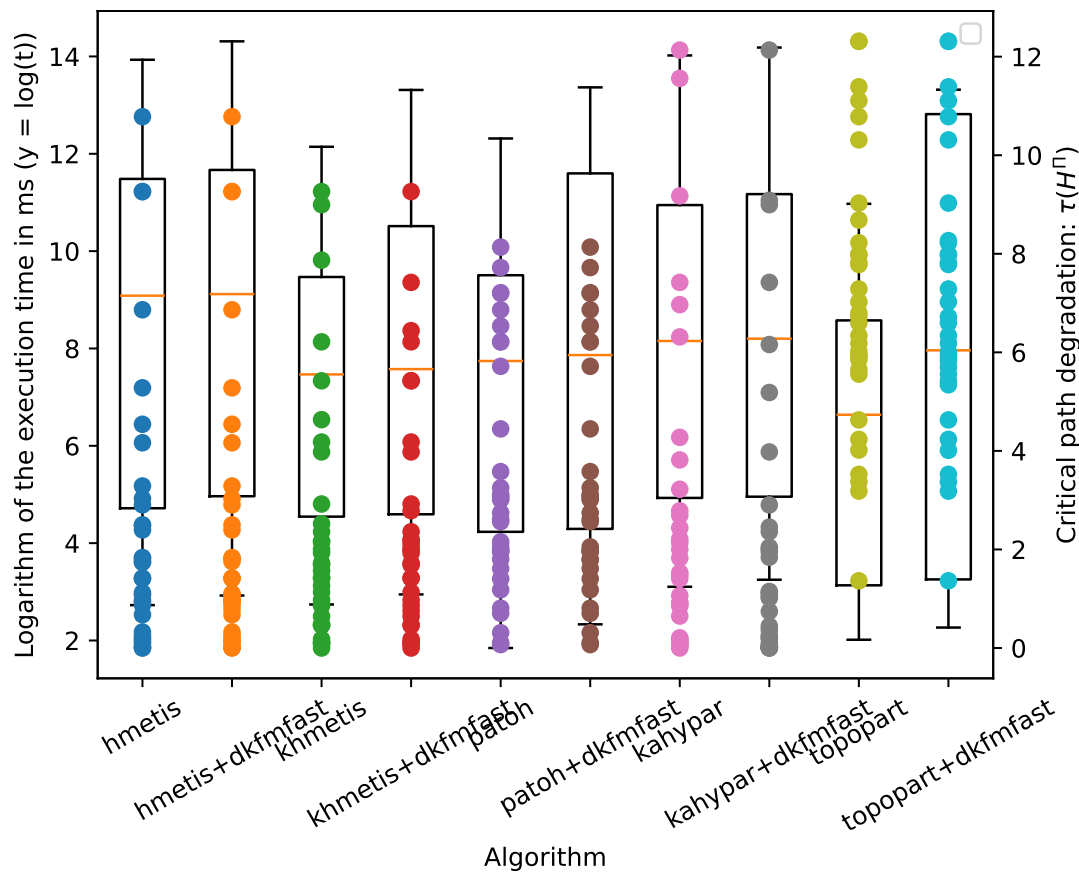 Logarithm of the execution time in ms (y = log(t))
14
12
10
8
6
4
2
12
10
8
6
4
2
0
Critical path degradation: τ(H^Π)
hmetis
hmetis+dkfmfast
khmetis
khmetis+dkfmfast
patoh
patoh+dkfmfast
kahypar
kahypar+dkfmfast
topopart
topopart+dkfmfast
Algorithm